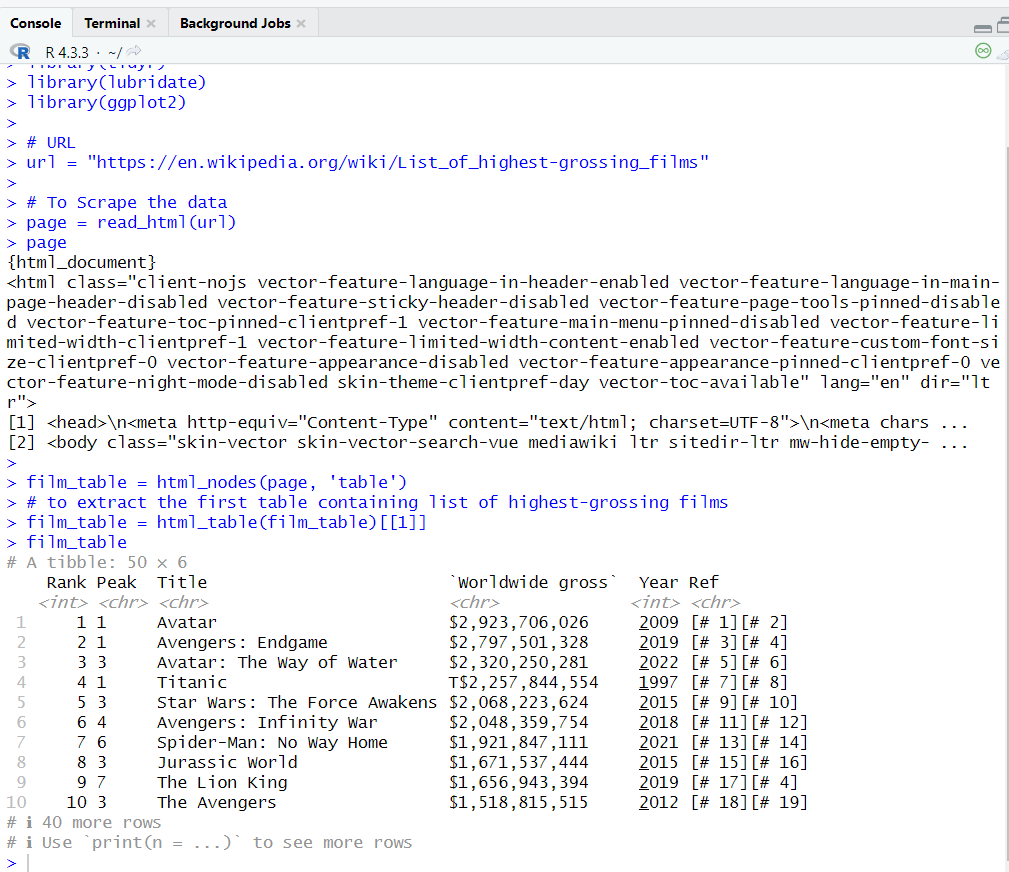 Console Terminal Background Jobs
R R 4.3.3 · ~/
> library(lubridate)
> library(ggplot2)
>
> # URL
> url = "https://en.wikipedia.org/wiki/List_of_highest-grossing_films"
>
> # To Scrape the data
> page = read_html(url)
> page
{html_document}
<html class="client-nojs vector-feature-language-in-header-enabled vector-feature-language-in-main-
page-header-disabled vector-feature-sticky-header-disabled vector-feature-page-tools-pinned-disable
d vector-feature-toc-pinned-clientpref-1 vector-feature-main-menu-pinned-disabled vector-feature-li
mited-width-clientpref-1 vector-feature-limited-width-content-enabled vector-feature-custom-font-si
ze-clientpref-0 vector-feature-appearance-disabled vector-feature-appearance-pinned-clientpref-0 ve
ctor-feature-night-mode-disabled skin-theme-clientpref-day vector-toc-available" lang="en" dir="lt
r">
[1] <head>\n<meta http-equiv="Content-Type" content="text/html; charset=UTF-8">\n<meta chars ...
[2] <body class="skin-vector skin-vector-search-vue mediawiki ltr sitedir-ltr mw-hide-empty- ...
>
> film_table = html_nodes(page, 'table')
> # to extract the first table containing list of highest-grossing films
> film_table = html_table(film_table)[[1]]
> film_table
# A tibble: 50 × 6
Rank Peak Title `Worldwide gross` Year Ref
<int> <chr> <chr> <chr> <int> <chr>
1 1 1 Avatar $2,923,706,026 2009 [# 1][# 2]
2 2 1 Avengers: Endgame $2,797,501,328 2019 [# 3][# 4]
3 3 3 Avatar: The Way of Water $2,320,250,281 2022 [# 5][# 6]
4 4 1 Titanic T$2,257,844,554 1997 [# 7][# 8]
5 5 3 Star Wars: The Force Awakens $2,068,223,624 2015 [# 9][# 10]
6 6 4 Avengers: Infinity War $2,048,359,754 2018 [# 11][# 12]
7 7 6 Spider-Man: No Way Home $1,921,847,111 2021 [# 13][# 14]
8 8 3 Jurassic World $1,671,537,444 2015 [# 15][# 16]
9 9 7 The Lion King $1,656,943,394 2019 [# 17][# 4]
10 10 3 The Avengers $1,518,815,515 2012 [# 18][# 19]
# ℹ 40 more rows
# ℹ Use `print(n = ...)` to see more rows
>